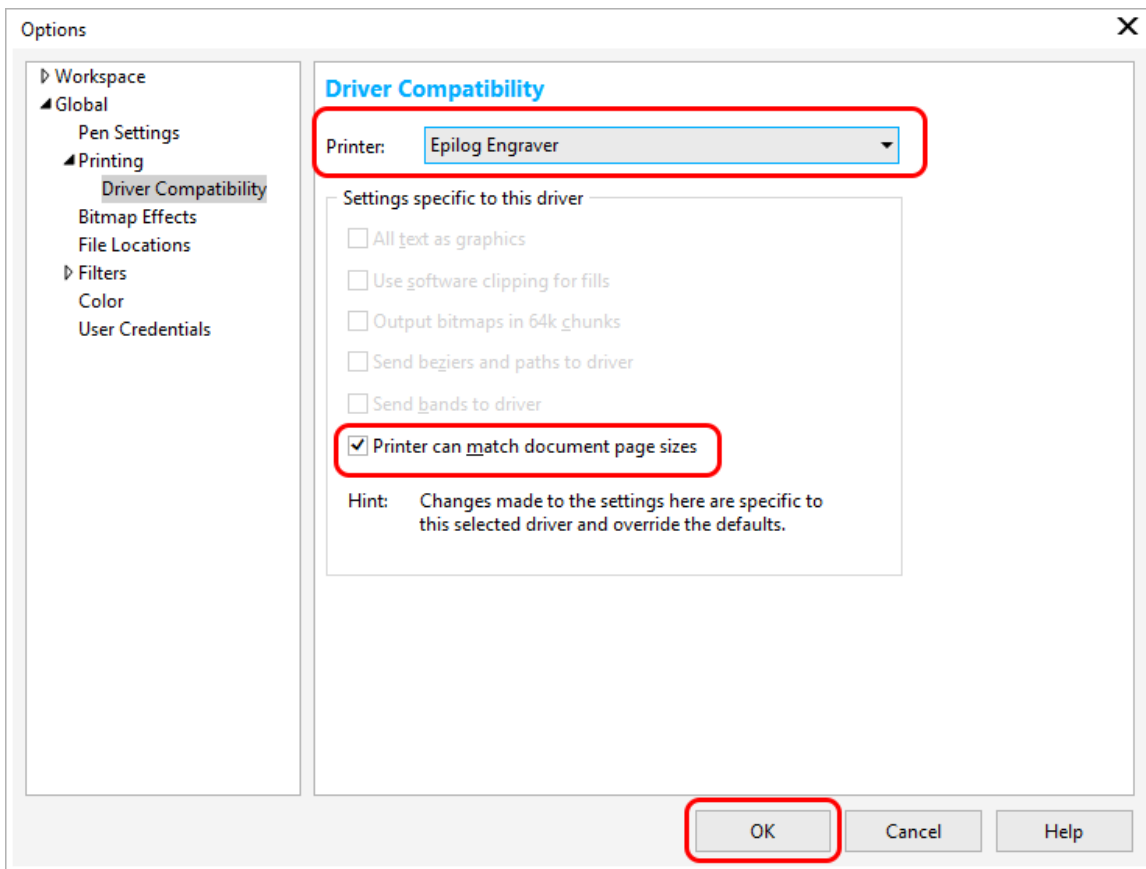 Options
Workspace
Global
Pen Settings
Printing
Driver Compatibility
Bitmap Effects
File Locations
Filters
Color
User Credentials
Driver Compatibility
Printer: Epilog Engraver
Settings specific to this driver
All text as graphics
Use software clipping for fills
Output bitmaps in 64k chunks
Send beziers and paths to driver
Send bands to driver
Printer can match document page sizes
Hint: Changes made to the settings here are specific to
this selected driver and override the defaults.
OK Cancel Help